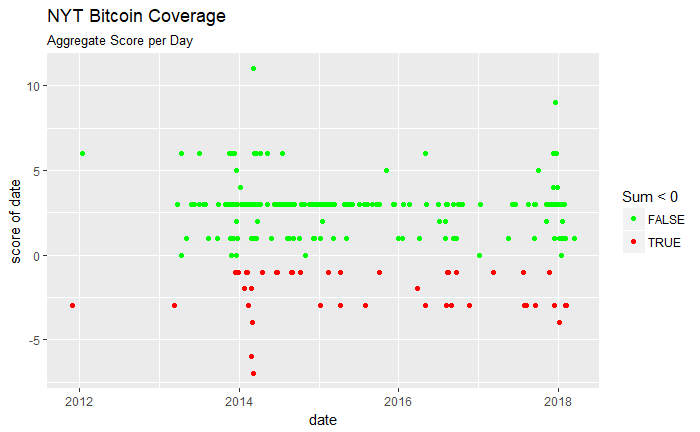 NYT Bitcoin Coverage
Aggregate Score per Day
score of date
10
5
0
-5
2012
2014
2016
2018
date
Sum < 0
FALSE
TRUE